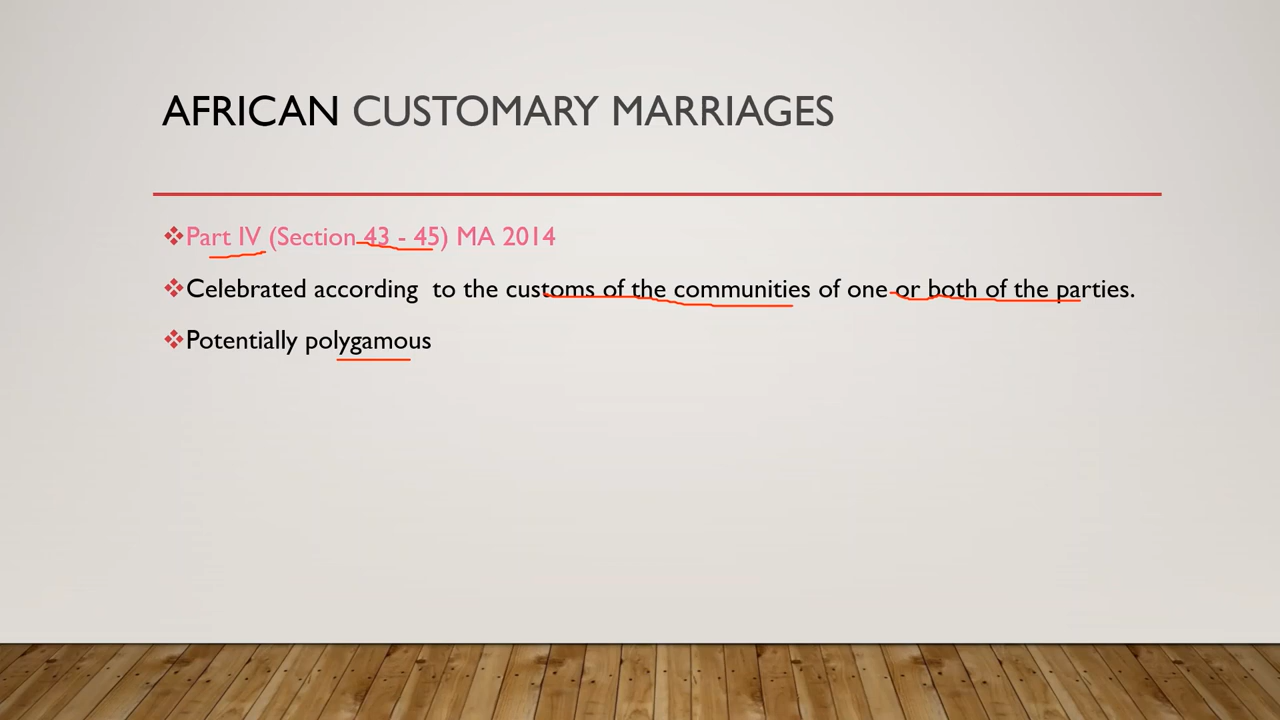 AFRICAN CUSTOMARY MARRIAGES
Part IV (Section 43 - 45) MA 2014
Celebrated according to the customs of the communities of one or both of the parties.
Potentially polygamous